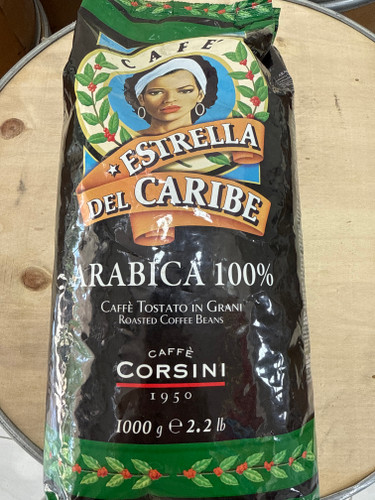 CAFÈ
ESTRELLA
DEL CARIBE
ARABICA 100%
CAFFÈ TOSTATO IN GRANI
ROASTED COFFEE BEANS
CAFFÈ
CORSINI
1950
1000 g ℮ 2.2 lb